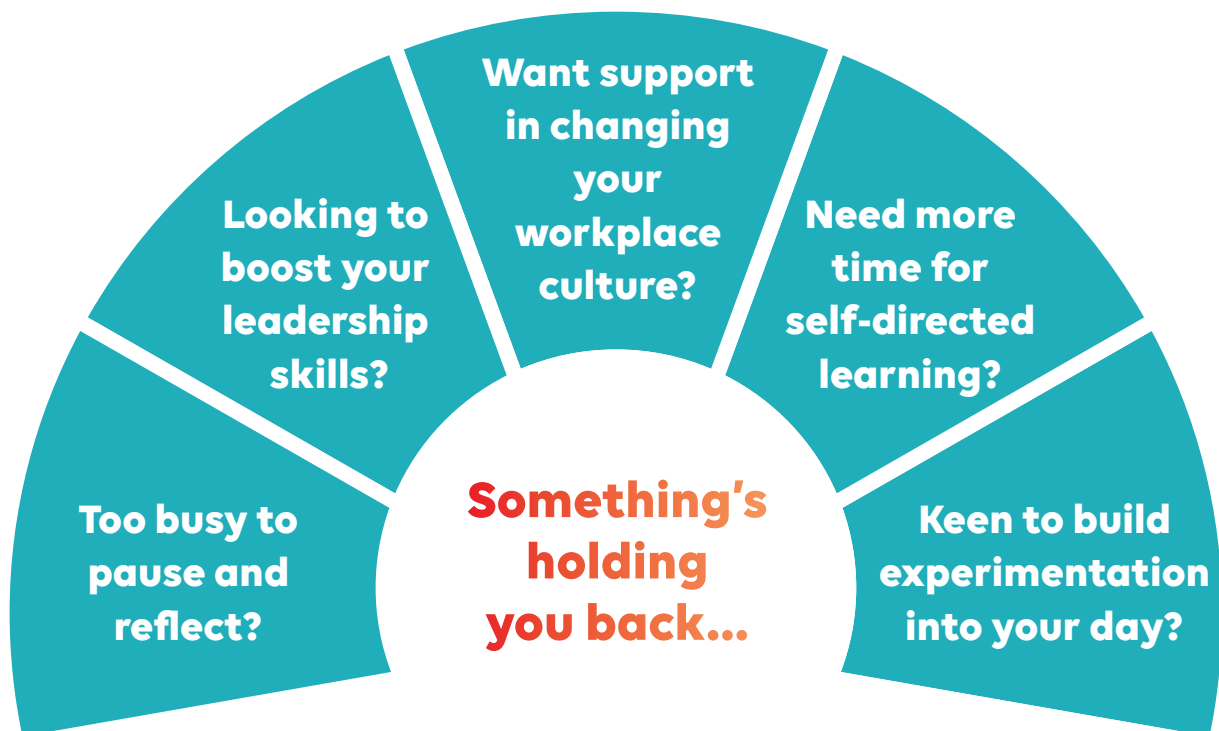 Too busy to
pause and
reflect?
Looking to
boost your
leadership
skills?
Want support
in changing
your
workplace
culture?
Need more
time for
self-directed
learning?
Keen to build
experimentation
into your day?
Something's
holding
you back...